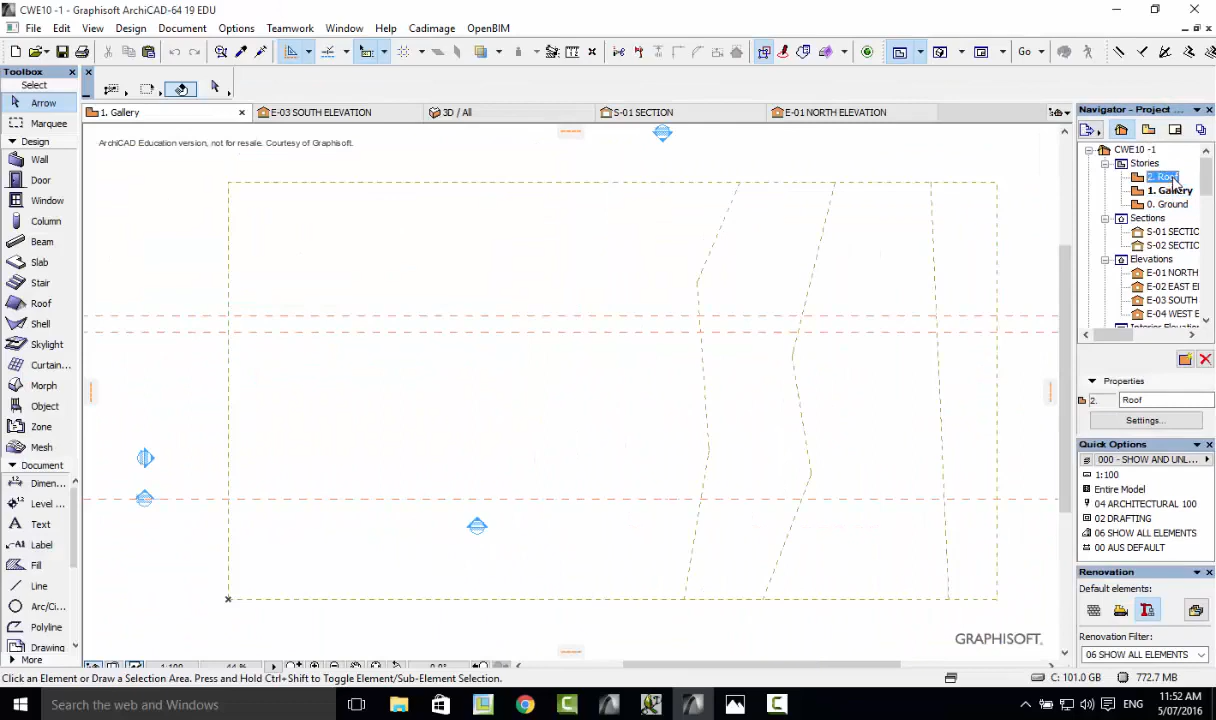 CWE10 -1 - Graphisoft ArchiCAD-64 19 EDU
File Edit View Design Document Options Teamwork Window Cadimage OpenBIM
Go
Toolbox
Select
Arrow
Marquee
Design
Wall
Door
Window
Column
Beam
Slab
Stair
Roof
Shell
Skylight
Curtain...
Morph
Object
Zone
Mesh
Document
Dimen...
Level ...
Text
Label
Fill
Line
Arc/Ci...
Polyline
Drawing
More
1. Gallery E-03 SOUTH ELEVATION 3D / All S-01 SECTION E-01 NORTH ELEVATION
ArchiCAD Education version, not for resale. Courtesy of Graphisoft.
GRAPHISOFT.
Navigator - Project ...
CWE10 -1
Stories
2. Roof
1. Gallery
0. Ground
Sections
S-01 SECTIC
S-02 SECTIC
Elevations
E-01 NORTH
E-02 EAST E
E-03 SOUTH
E-04 WEST E
Properties
2. Roof
Settings...
Quick Options
000 - SHOW AND UNL...
1:100
Entire Model
04 ARCHITECTURAL 100
02 DRAFTING
06 SHOW ALL ELEMENTS
00 AUS DEFAULT
Renovation
Default elements:
Renovation Filter:
06 SHOW ALL ELEMENTS
Click an Element or Draw a Selection Area. Press and Hold Ctrl+Shift to Toggle Element/Sub-Element Selection.
C: 101.0 GB 772.7 MB
Search the web and Windows
ENG
11:52 AM
5/07/2016